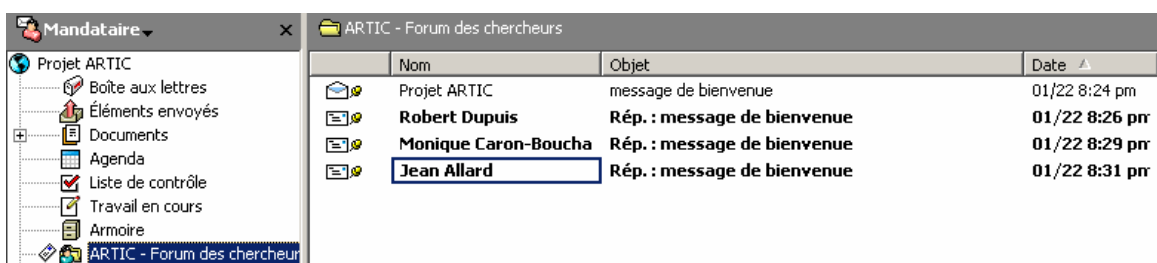 Mandataire
Projet ARTIC
Boîte aux lettres
Éléments envoyés
Documents
Agenda
Liste de contrôle
Travail en cours
Armoire
ARTIC - Forum des chercheur
ARTIC - Forum des chercheurs
Nom Objet Date
Projet ARTIC message de bienvenue 01/22 8:24 pm
Robert Dupuis Rép. : message de bienvenue 01/22 8:26 pm
Monique Caron-Boucha Rép. : message de bienvenue 01/22 8:29 pm
Jean Allard Rép. : message de bienvenue 01/22 8:31 pm